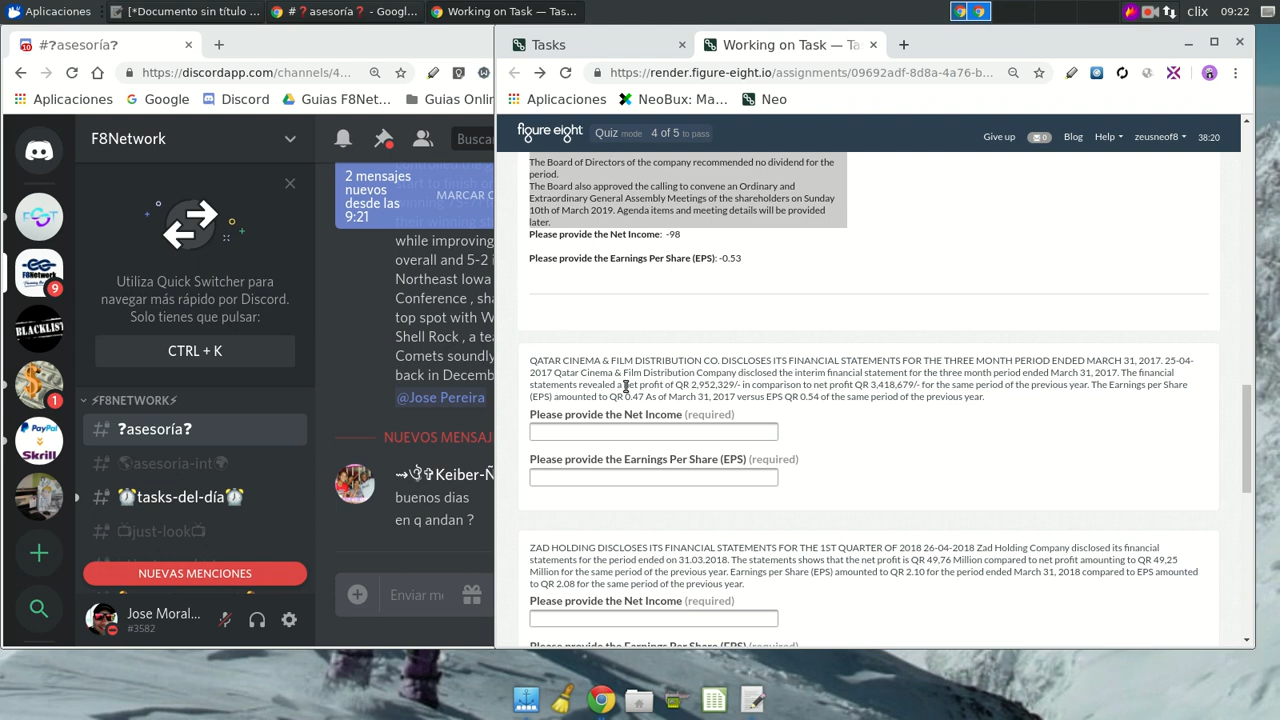 Aplicaciones
[*Documento sin título ...
#❓asesoría❓ - Googl...
Working on Task — Tas...
clix
09:22
#❓asesoría❓
https://discordapp.com/channels/4...
Aplicaciones
Google
Discord
Guias F8Net...
Guias Onlin
F8Network
Buscar
Utiliza Quick Switcher para
navegar más rápido por Discord.
Solo tienes que pulsar:
CTRL + K
⚡F8NETWORK⚡
❓asesoría❓
🌎asesoria-int🌎
⏰tasks-del-día⏰
📺just-look📺
NUEVAS MENCIONES
Jose Moral...
#3582
9
1
BLACKLIST
PayPal
Skrill
2 mensajes
nuevos
desde las
9:21
MARCAR C
while improving
overall and 5-2 i
Northeast Iowa
Conference , sha
top spot with W
Shell Rock , a tea
Comets soundly
back in Decemb
@Jose Pereira
NUEVOS MENSAJ
buenos dias
en q andan ?
Enviar me
Tasks
Working on Task — Ta
https://render.figure-eight.io/assignments/09692adf-8d8a-4a76-b...
Aplicaciones
NeoBux: Ma...
Neo
figure eight
Quiz mode
4 of 5 to pass
Give up
0
Blog
Help
zeusneof8
38:20
The Board of Directors of the company recommended no dividend for the
period.
The Board also approved the calling to convene an Ordinary and
Extraordinary General Assembly Meetings of the shareholders on Sunday
10th of March 2019. Agenda items and meeting details will be provided
later.
Please provide the Net Income: -98
Please provide the Earnings Per Share (EPS): -0.53
QATAR CINEMA & FILM DISTRIBUTION CO. DISCLOSES ITS FINANCIAL STATEMENTS FOR THE THREE MONTH PERIOD ENDED MARCH 31, 2017. 25-04-
2017 Qatar Cinema & Film Distribution Company disclosed the interim financial statement for the three month period ended March 31, 2017. The financial
statements revealed a net profit of QR 2,952,329/- in comparison to net profit QR 3,418,679/- for the same period of the previous year. The Earnings per Share
(EPS) amounted to QR 0.47 As of March 31, 2017 versus EPS QR 0.54 of the same period of the previous year.
Please provide the Net Income (required)
Please provide the Earnings Per Share (EPS) (required)
ZAD HOLDING DISCLOSES ITS FINANCIAL STATEMENTS FOR THE 1ST QUARTER OF 2018 26-04-2018 Zad Holding Company disclosed its financial
statements for the period ended on 31.03.2018. The statements shows that the net profit is QR 49,76 Million compared to net profit amounting to QR 49,25
Million for the same period of the previous year. Earnings per Share (EPS) amounted to QR 2.10 for the period ended March 31, 2018 compared to EPS amounted
to QR 2.08 for the same period of the previous year.
Please provide the Net Income (required)